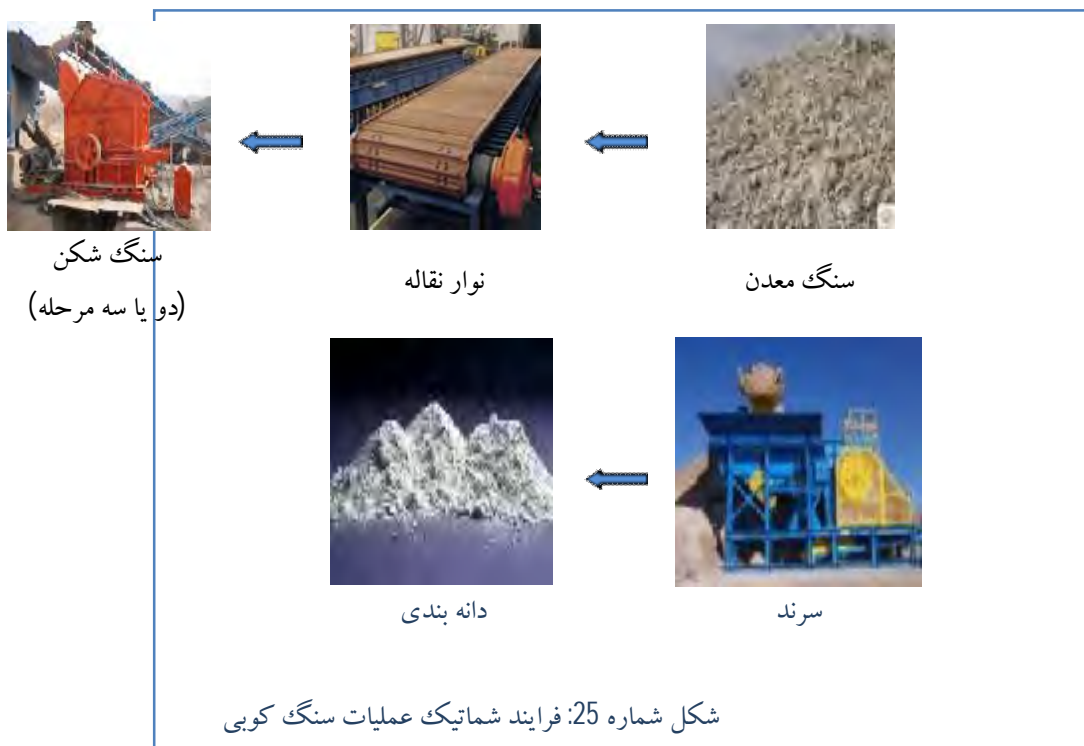 سنگ معدن
نوار نقاله
سنگ شکن
(دو یا سه مرحله)
سرند
دانه بندی
شکل شماره 25: فرایند شماتیک عملیات سنگ کوبی